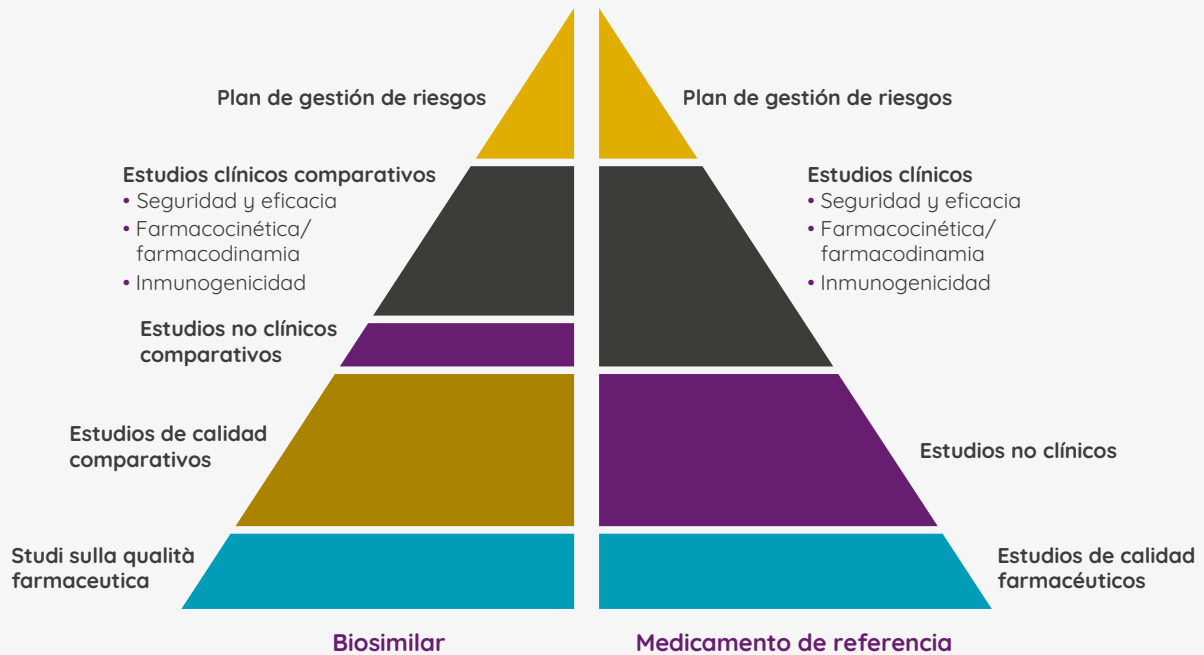 Plan de gestión de riesgos
Estudios clínicos comparativos
• Seguridad y eficacia
• Farmacocinética/
farmacodinamia
• Inmunogenicidad
Estudios no clínicos
comparativos
Estudios de calidad
comparativos
Studi sulla qualità
farmaceutica
Biosimilar
Plan de gestión de riesgos
Estudios clínicos
• Seguridad y eficacia
• Farmacocinética/
farmacodinamia
• Inmunogenicidad
Estudios no clínicos
Estudios de calidad
farmacéuticos
Medicamento de referencia